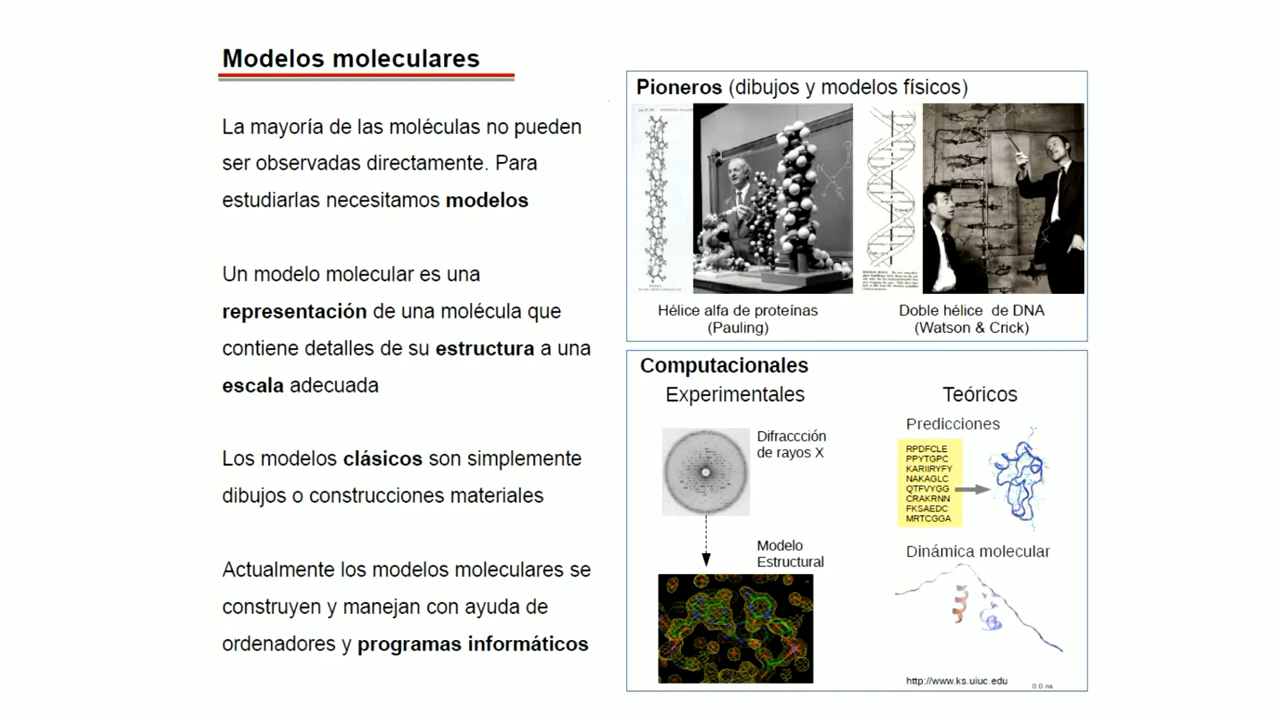 Modelos moleculares
La mayoría de las moléculas no pueden
ser observadas directamente. Para
estudiarlas necesitamos modelos
Un modelo molecular es una
representación de una molécula que
contiene detalles de su estructura a una
escala adecuada
Los modelos clásicos son simplemente
dibujos o construcciones materiales
Actualmente los modelos moleculares se
construyen y manejan con ayuda de
ordenadores y programas informáticos
Pioneros (dibujos y modelos físicos)
Hélice alfa de proteínas
(Pauling)
Doble hélice de DNA
(Watson & Crick)
Computacionales
Experimentales
Difraccción
de rayos X
Modelo
Estructural
Teóricos
Predicciones
RPDFCLE
PPYTGPC
KARIIRYFY
NAKAGLC
QTFVYGG
CRAKRNN
FKSAEDC
MRTCGGA
Dinámica molecular
http://www.ks.uiuc.edu
0.0 ns